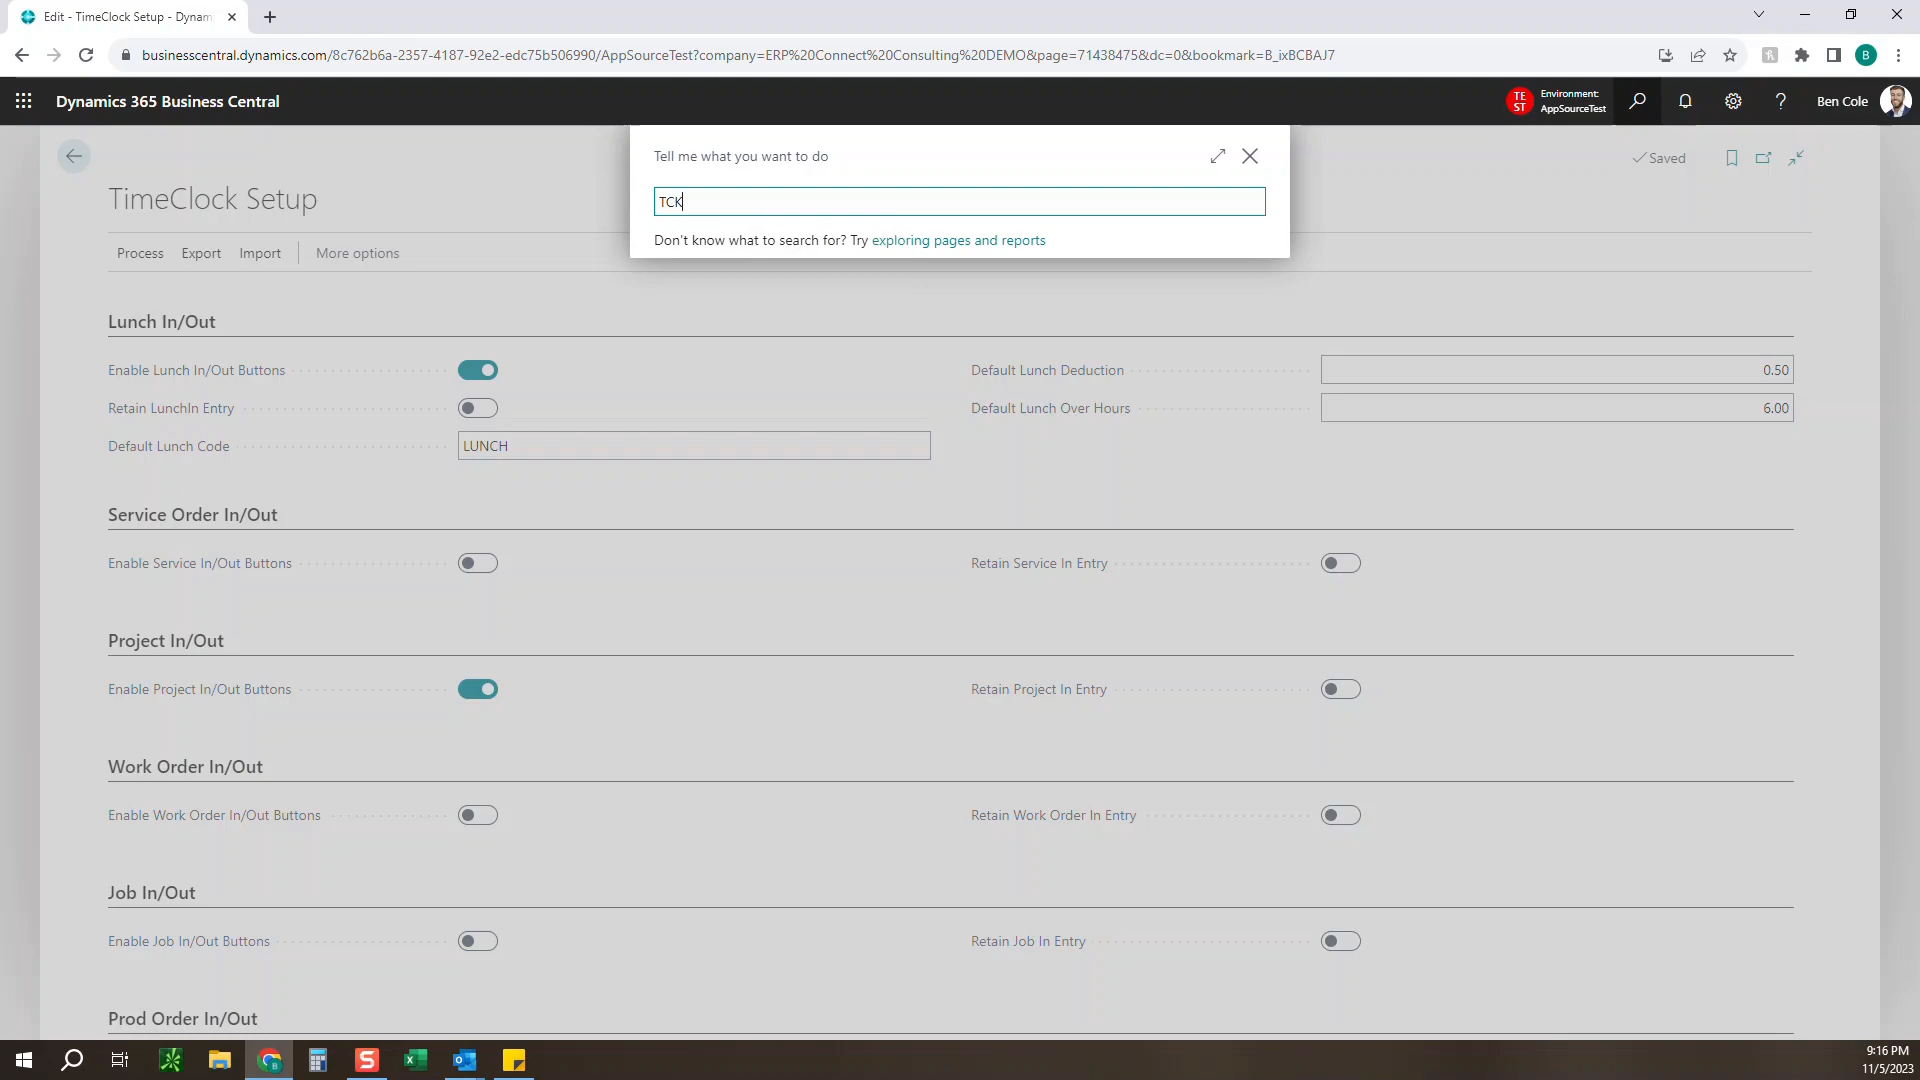 Edit - TimeClock Setup - Dynam
businesscentral.dynamics.com/8c762b6a-2357-4187-92e2-edc75b506990/AppSourceTest?company=ERP%20Connect%20Consulting%20DEMO&page=71438475&dc=0&bookmark=B_ixBCBAJ7
B
Dynamics 365 Business Central
TE
ST
Environment:
AppSourceTest
Ben Cole
Tell me what you want to do
TCK
Don't know what to search for? Try exploring pages and reports
Saved
TimeClock Setup
Process Export Import More options
Lunch In/Out
Enable Lunch In/Out Buttons
Default Lunch Deduction 0.50
Retain LunchIn Entry
Default Lunch Over Hours 6.00
Default Lunch Code LUNCH
Service Order In/Out
Enable Service In/Out Buttons
Retain Service In Entry
Project In/Out
Enable Project In/Out Buttons
Retain Project In Entry
Work Order In/Out
Enable Work Order In/Out Buttons
Retain Work Order In Entry
Job In/Out
Enable Job In/Out Buttons
Retain Job In Entry
Prod Order In/Out
9:16 PM
11/5/2023